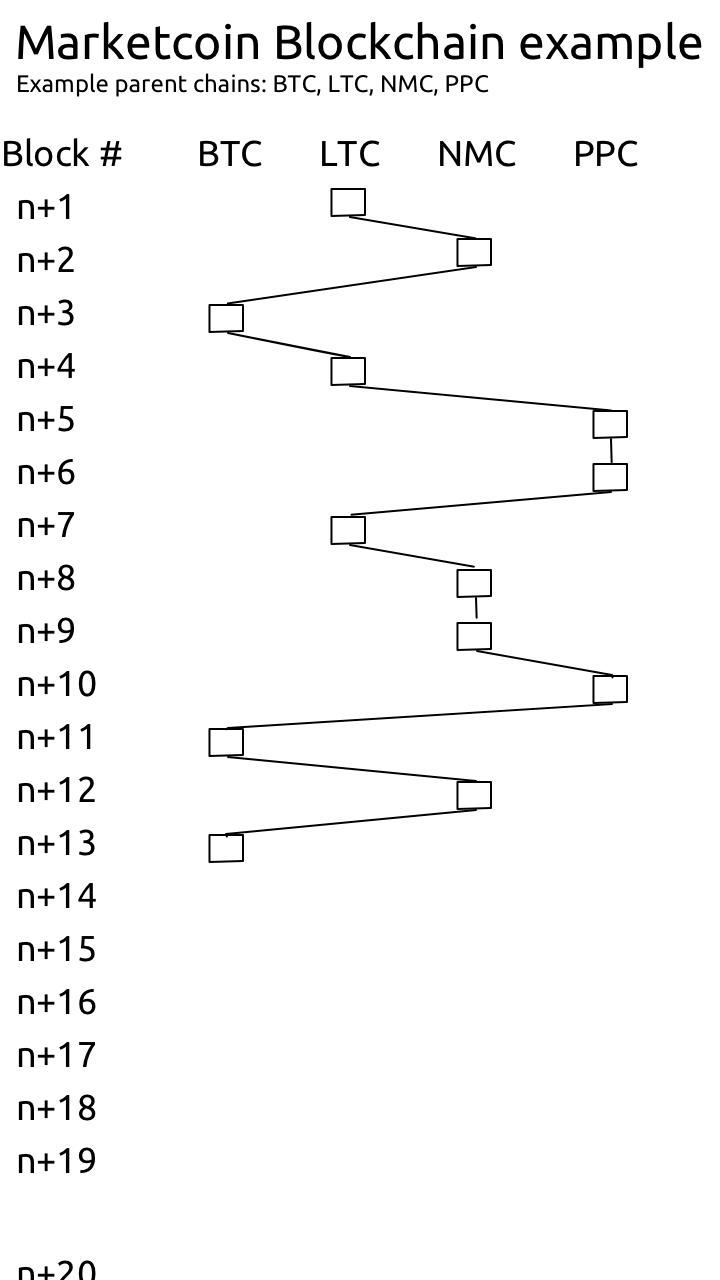 Marketcoin Blockchain example
Example parent chains: BTC, LTC, NMC, PPC
Block # BTC LTC NMC PPC
n+1
n+2
n+3
n+4
n+5
n+6
n+7
n+8
n+9
n+10
n+11
n+12
n+13
n+14
n+15
n+16
n+17
n+18
n+19
n+20